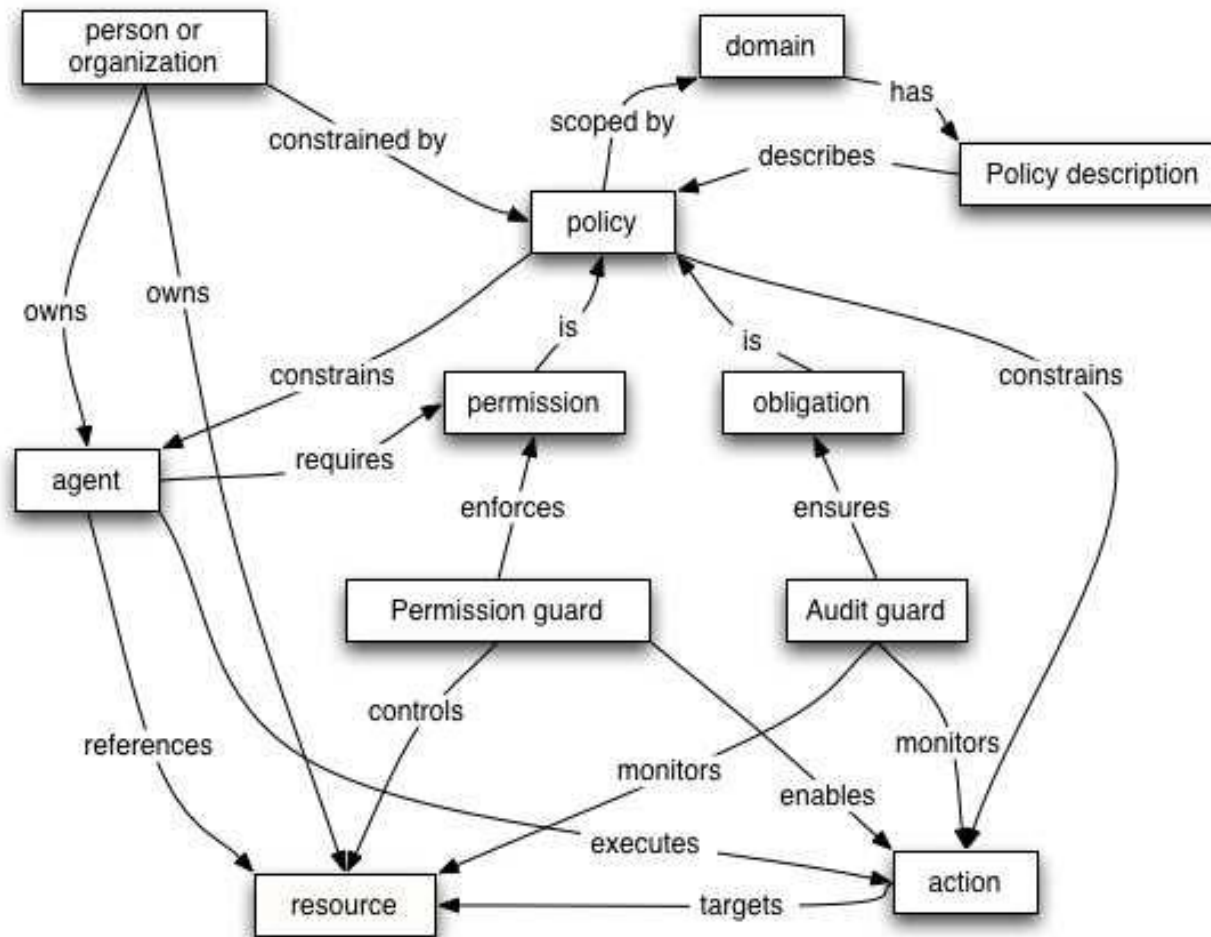 person or
organization
domain
has
scoped by
constrained by
describes
Policy description
policy
owns
owns
is
is
constrains
constrains
permission
obligation
requires
agent
enforces
ensures
Permission guard
Audit guard
controls
references
monitors
monitors
enables
executes
action
resource
targets